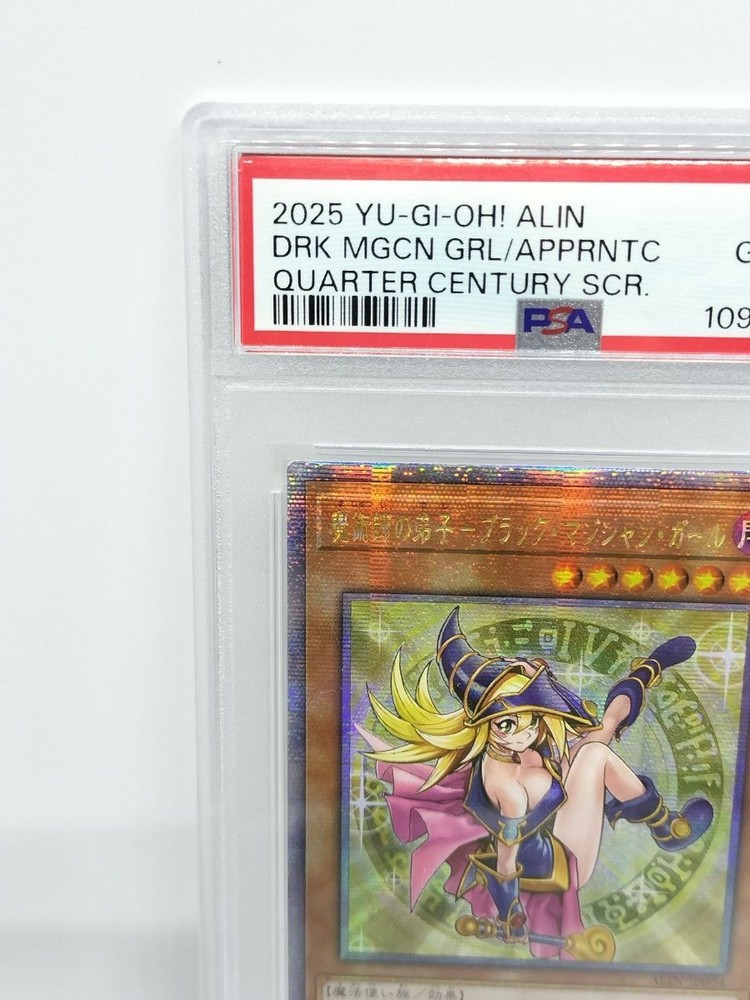 2025 YU-GI-OH! ALIN
DRK MGCN GRL/APPRNTC
QUARTER CENTURY SCR.
PSA
109
魔術師の弟子－ブラック・マジシャン・ガール
[魔法使い族／効果]